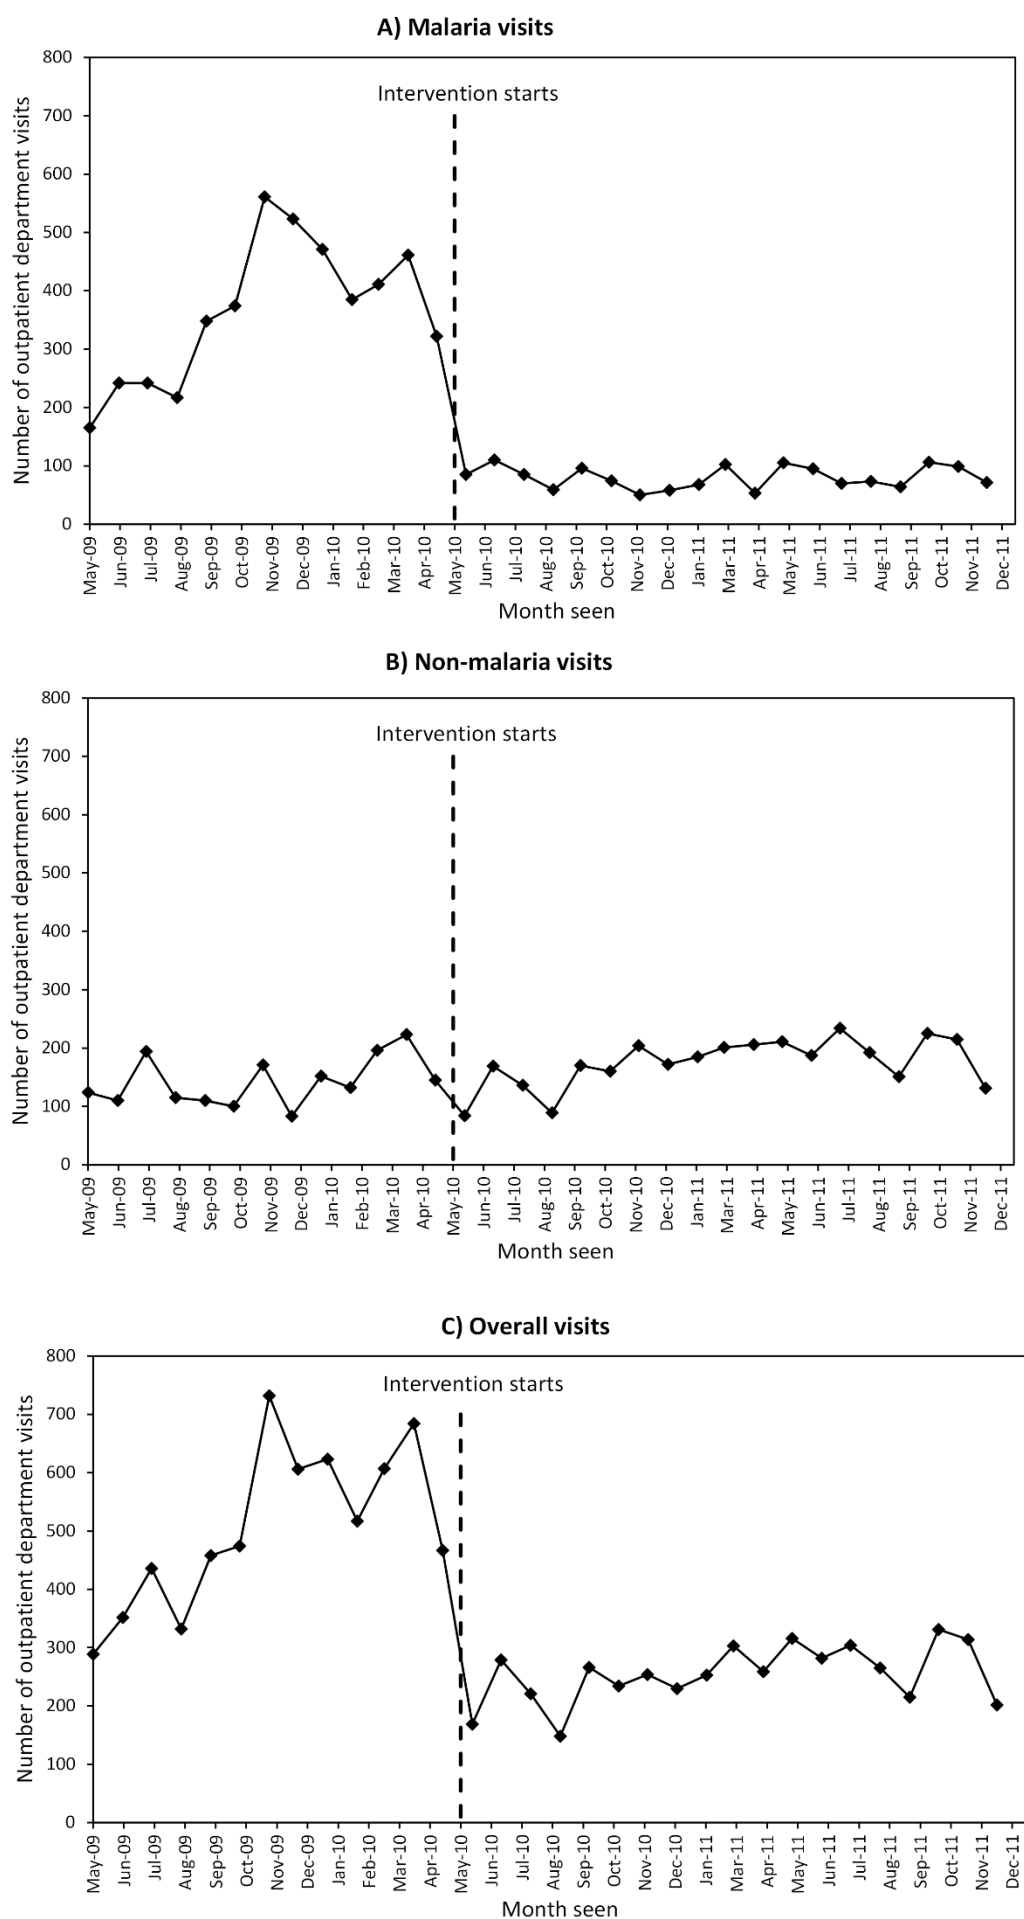 A) Malaria visits
Number of outpatient department visits
800
700
600
500
400
300
200
100
0
Intervention starts
May-09 Jun-09 Jul-09 Aug-09 Sep-09 Oct-09 Nov-09 Dec-09 Jan-10 Feb-10 Mar-10 Apr-10 May-10 Jun-10 Jul-10 Aug-10 Sep-10 Oct-10 Nov-10 Dec-10 Jan-11 Mar-11 Apr-11 May-11 Jun-11 Jul-11 Aug-11 Sep-11 Oct-11 Nov-11 Dec-11
Month seen
B) Non-malaria visits
Number of outpatient department visits
800
700
600
500
400
300
200
100
0
Intervention starts
May-09 Jun-09 Jul-09 Aug-09 Sep-09 Oct-09 Nov-09 Dec-09 Jan-10 Feb-10 Mar-10 Apr-10 May-10 Jun-10 Jul-10 Aug-10 Sep-10 Oct-10 Nov-10 Dec-10 Jan-11 Mar-11 Apr-11 May-11 Jun-11 Jul-11 Aug-11 Sep-11 Oct-11 Nov-11 Dec-11
Month seen
C) Overall visits
Number of outpatient department visits
800
700
600
500
400
300
200
100
0
Intervention starts
May-09 Jun-09 Jul-09 Aug-09 Oct-09 Nov-09 Dec-09 Jan-10 Feb-10 Mar-10 Apr-10 May-10 Jun-10 Jul-10 Aug-10 Sep-10 Oct-10 Nov-10 Dec-10 Jan-11 Mar-11 Apr-11 May-11 Jun-11 Jul-11 Aug-11 Sep-11 Oct-11 Nov-11 Dec-11
Month seen